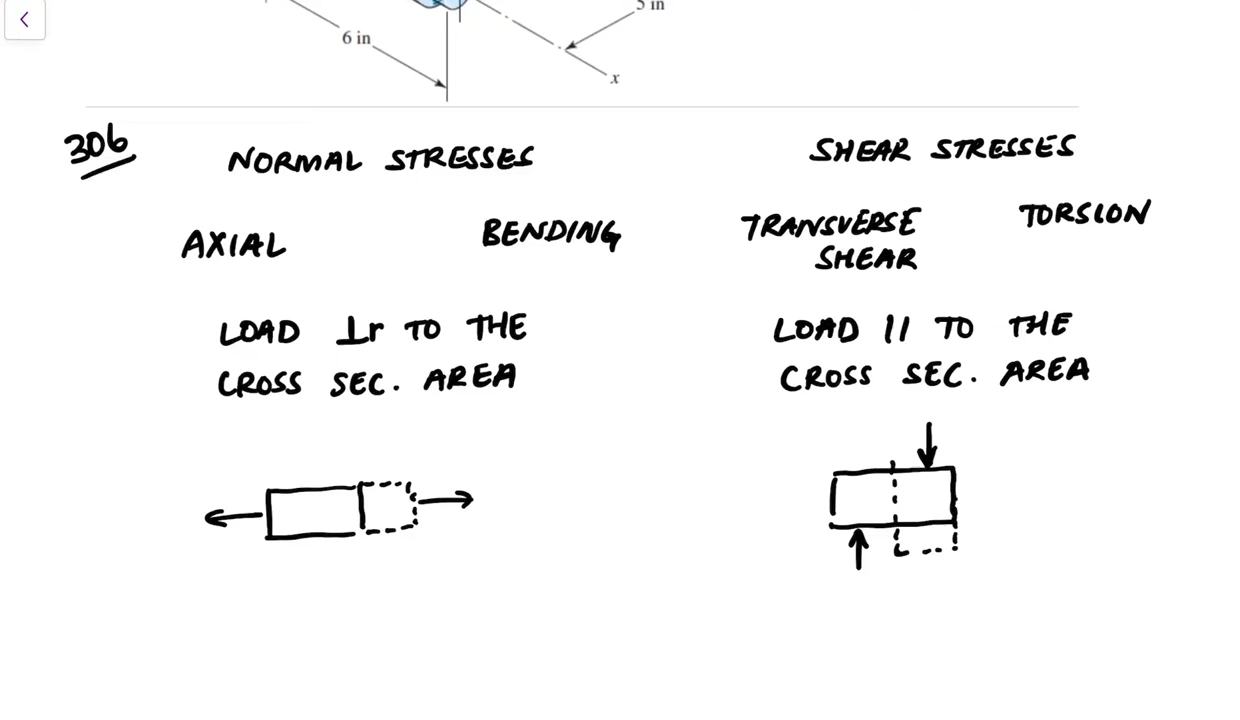 5 in
6 in
x
306
NORMAL STRESSES
SHEAR STRESSES
AXIAL
BENDING
TRANSVERSE
SHEAR
TORSION
LOAD ⊥r TO THE
CROSS SEC. AREA
LOAD || TO THE
CROSS SEC. AREA